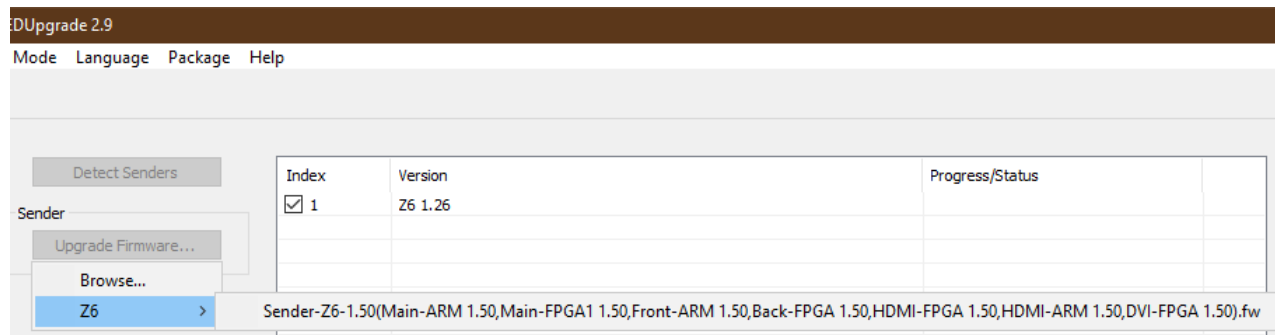 EDUpgrade 2.9
Mode Language Package Help
Detect Senders
Index Version Progress/Status
1 Z6 1.26
Sender
Upgrade Firmware...
Browse...
Z6 > Sender-Z6-1.50(Main-ARM 1.50,Main-FPGA1 1.50,Front-ARM 1.50,Back-FPGA 1.50,HDMI-FPGA 1.50,HDMI-ARM 1.50,DVI-FPGA 1.50).fw